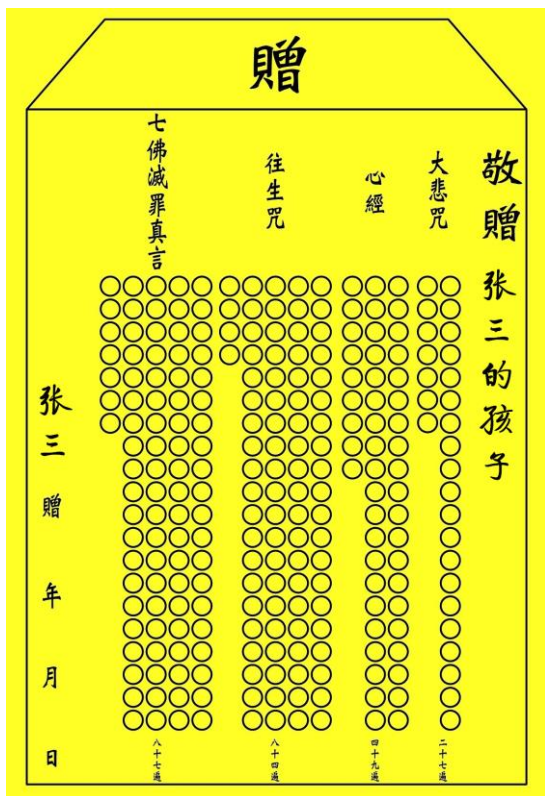 贈
敬贈 张三的孩子
大悲咒
二十七遍
心經
四十九遍
往生咒
八十四遍
七佛滅罪真言
八十七遍
张三 贈 年 月 日